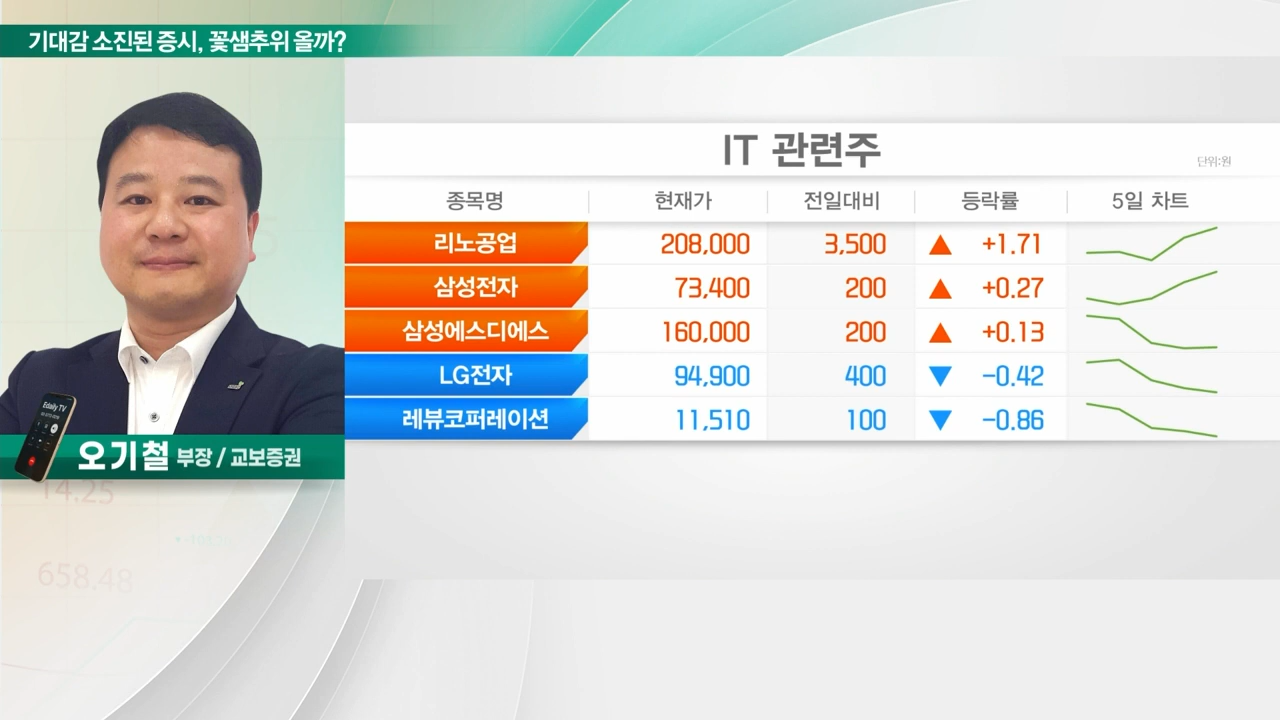 기대감 소진된 증시, 꽃샘추위 올까?
IT 관련주
단위:원
종목명 현재가 전일대비 등락률 5일 차트
리노공업 208,000 3,500 ▲ +1.71
삼성전자 73,400 200 ▲ +0.27
삼성에스디에스 160,000 200 ▲ +0.13
LG전자 94,900 400 ▼ -0.42
레뷰코퍼레이션 11,510 100 ▼ -0.86
Edaily TV
오기철 부장 / 교보증권
14.25
658.48